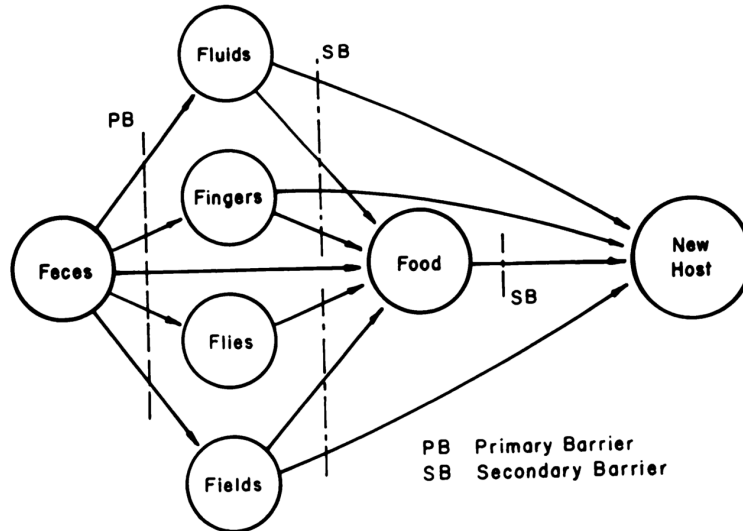 Fluids
SB
PB
Fingers
Feces
Food
New
Host
SB
Flies
PB Primary Barrier
SB Secondary Barrier
Fields